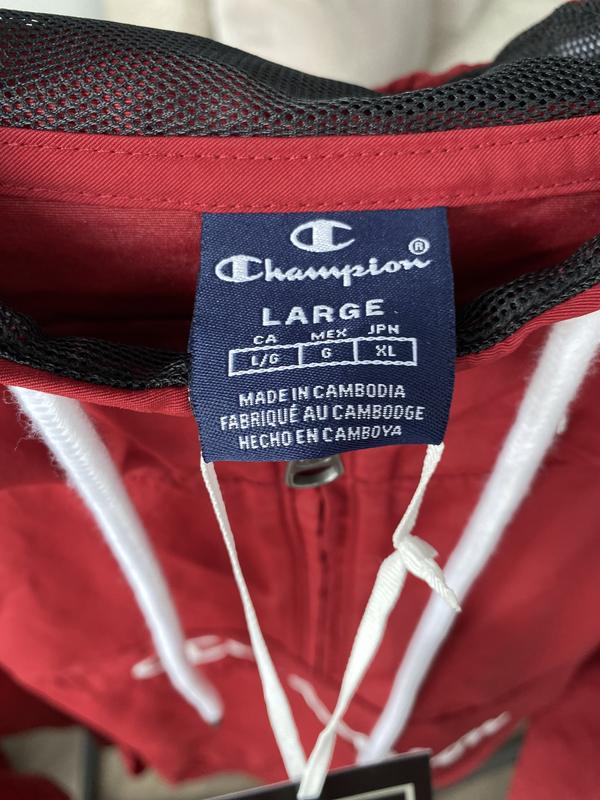 Champion®
LARGE
CA MEX JPN
L/G G XL
MADE IN CAMBODIA
FABRIQUÉ AU CAMBODGE
HECHO EN CAMBOYA